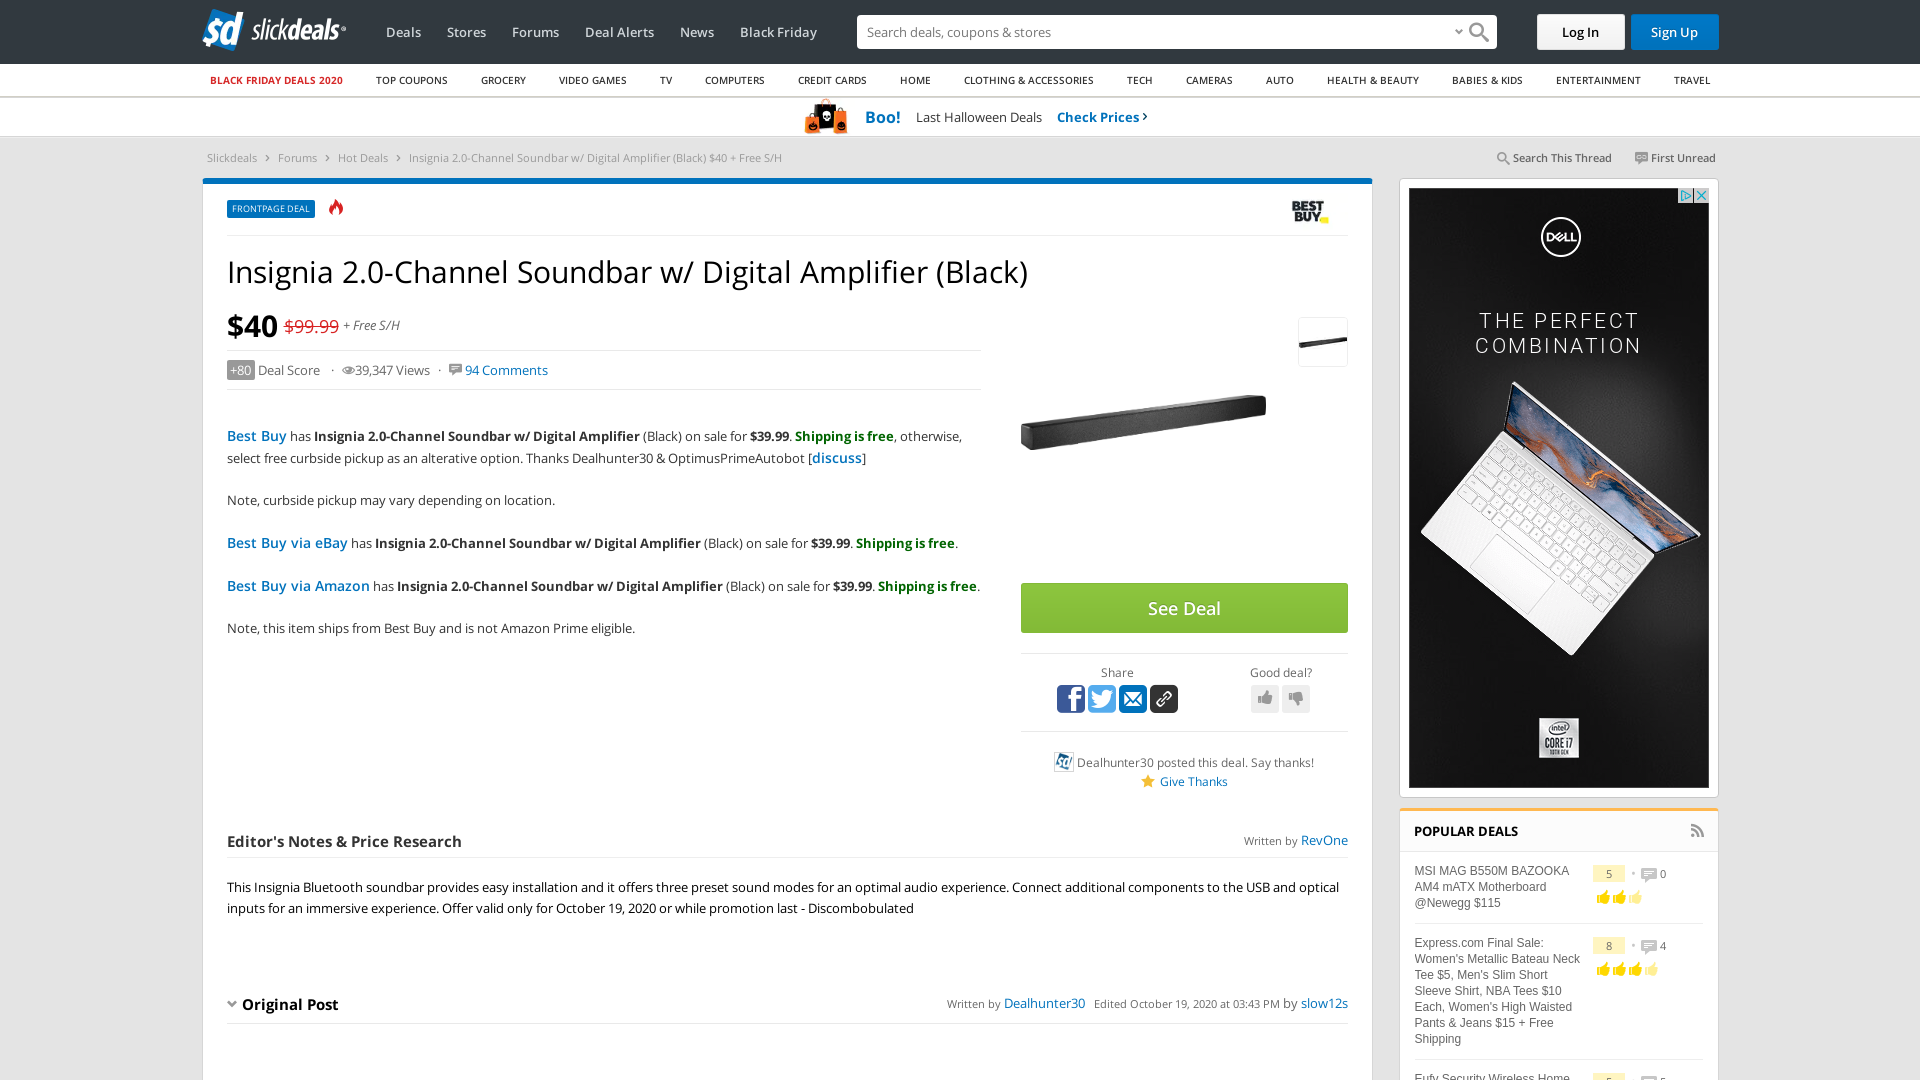 slickdeals
Deals
Stores
Forums
Deal Alerts
News
Black Friday
Search deals, coupons & stores
Log In
Sign Up
BLACK FRIDAY DEALS 2020
TOP COUPONS
GROCERY
VIDEO GAMES
TV
COMPUTERS
CREDIT CARDS
HOME
CLOTHING & ACCESSORIES
TECH
CAMERAS
AUTO
HEALTH & BEAUTY
BABIES & KIDS
ENTERTAINMENT
TRAVEL
Boo! Last Halloween Deals Check Prices
Slickdeals > Forums > Hot Deals > Insignia 2.0-Channel Soundbar w/ Digital Amplifier (Black) $40 + Free S/H
Search This Thread
First Unread
FRONTPAGE DEAL
BEST
BUY
Insignia 2.0-Channel Soundbar w/ Digital Amplifier (Black)
$40 $99.99 + Free S/H
+80 Deal Score · 39,347 Views · 94 Comments
Best Buy has Insignia 2.0-Channel Soundbar w/ Digital Amplifier (Black) on sale for $39.99. Shipping is free, otherwise,
select free curbside pickup as an alterative option. Thanks Dealhunter30 & OptimusPrimeAutobot [discuss]
Note, curbside pickup may vary depending on location.
Best Buy via eBay has Insignia 2.0-Channel Soundbar w/ Digital Amplifier (Black) on sale for $39.99. Shipping is free.
Best Buy via Amazon has Insignia 2.0-Channel Soundbar w/ Digital Amplifier (Black) on sale for $39.99. Shipping is free.
Note, this item ships from Best Buy and is not Amazon Prime eligible.
See Deal
Share
Good deal?
Dealhunter30 posted this deal. Say thanks!
Give Thanks
Editor's Notes & Price Research
Written by RevOne
This Insignia Bluetooth soundbar provides easy installation and it offers three preset sound modes for an optimal audio experience. Connect additional components to the USB and optical
inputs for an immersive experience. Offer valid only for October 19, 2020 or while promotion last - Discombobulated
Original Post
Written by Dealhunter30 Edited October 19, 2020 at 03:43 PM by slow12s
DELL
THE PERFECT
COMBINATION
intel
CORE i7
10TH GEN
POPULAR DEALS
MSI MAG B550M BAZOOKA
AM4 mATX Motherboard
@Newegg $115
5 • 0
Express.com Final Sale:
Women's Metallic Bateau Neck
Tee $5, Men's Slim Short
Sleeve Shirt, NBA Tees $10
Each, Women's High Waisted
Pants & Jeans $15 + Free
Shipping
8 • 4
Eufy Security Wireless Home
5 • 5